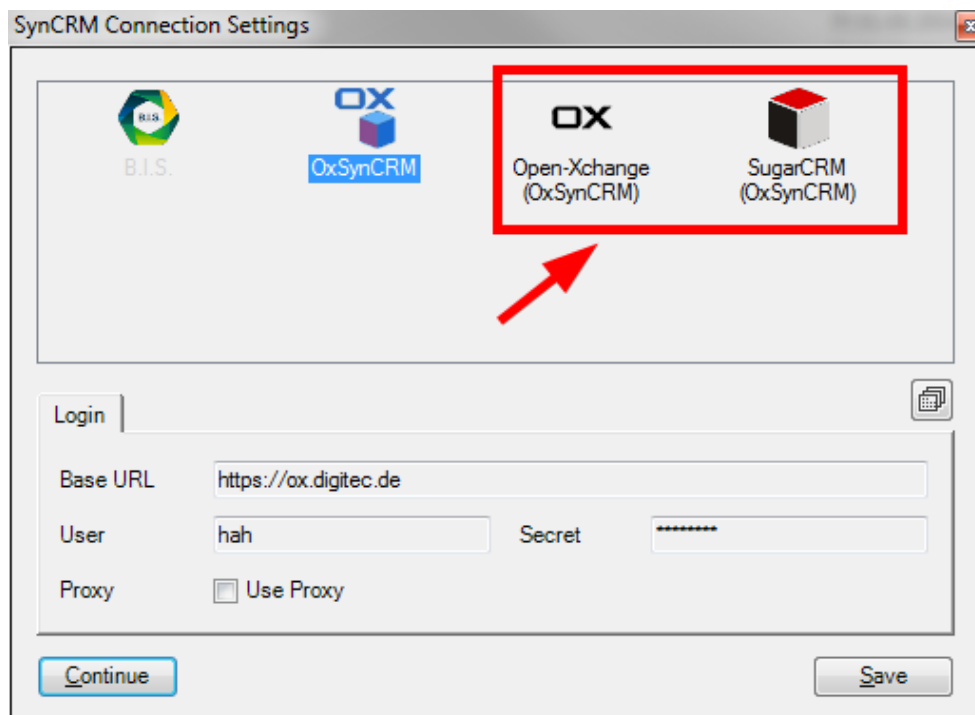 SynCRM Connection Settings
B.I.S.
B.I.S.
OX
OxSynCRM
OX
Open-Xchange
(OxSynCRM)
SugarCRM
(OxSynCRM)
Login
Base URL https://ox.digitec.de
User hah Secret ********
Proxy Use Proxy
Continue Save